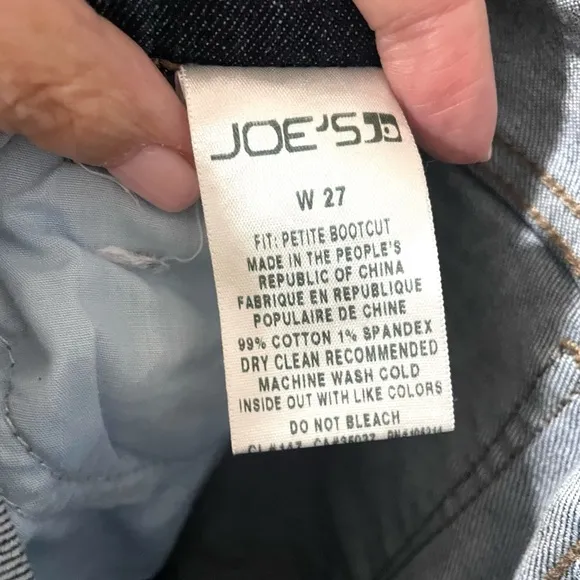 JOE'S
W 27
FIT: PETITE BOOTCUT
MADE IN THE PEOPLE'S
REPUBLIC OF CHINA
FABRIQUE EN REPUBLIQUE
POPULAIRE DE CHINE
99% COTTON 1% SPANDEX
DRY CLEAN RECOMMENDED
MACHINE WASH COLD
INSIDE OUT WITH LIKE COLORS
DO NOT BLEACH